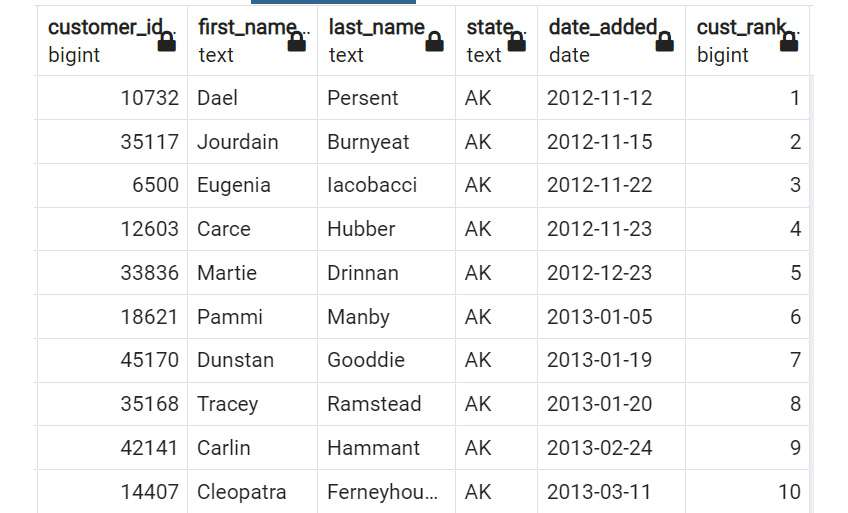 customer_id.. first_name.. last_name state.. date_added cust_rank..
bigint text text text date bigint
10732 Dael Persent AK 2012-11-12 1
35117 Jourdain Burnyeat AK 2012-11-15 2
6500 Eugenia Iacobacci AK 2012-11-22 3
12603 Carce Hubber AK 2012-11-23 4
33836 Martie Drinnan AK 2012-12-23 5
18621 Pammi Manby AK 2013-01-05 6
45170 Dunstan Gooddie AK 2013-01-19 7
35168 Tracey Ramstead AK 2013-01-20 8
42141 Carlin Hammant AK 2013-02-24 9
14407 Cleopatra Ferneyhou... AK 2013-03-11 10